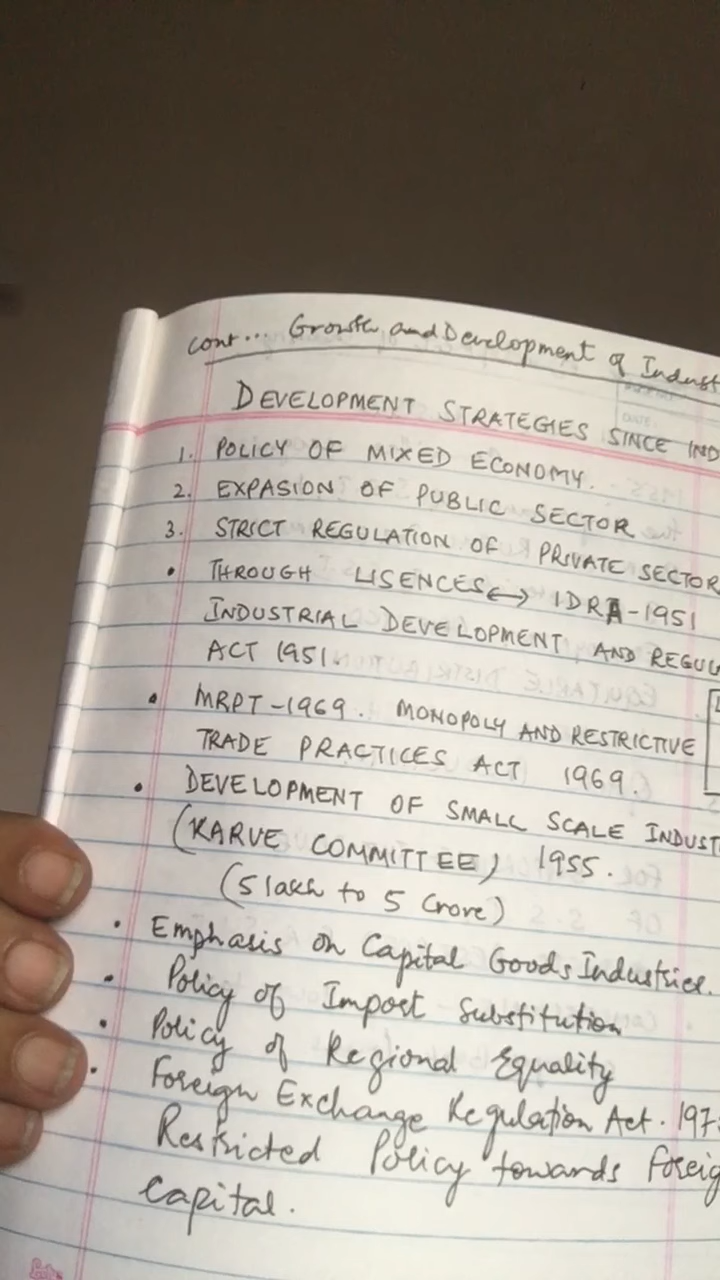 cont... Growth and Development of Indust
DEVELOPMENT STRATEGIES SINCE IND
1. POLICY OF MIXED ECONOMY.
2. EXPASION OF PUBLIC SECTOR
3. STRICT REGULATION OF PRIVATE SECTOR
• THROUGH LISENCES ↔ IDRA-1951
INDUSTRIAL DEVELOPMENT AND REGUL
ACT 1951.
• MRPT-1969. MONOPOLY AND RESTRICTIVE
TRADE PRACTICES ACT 1969.
• DEVELOPMENT OF SMALL SCALE INDUST
(KARVE COMMITTEE) 1955.
(5 lakh to 5 Crore)
• Emphasis on Capital Goods Industries.
• Policy of Import Substitution
• Policy of Regional Equality
• Foreign Exchange Regulation Act. 197
Restricted Policy towards foreig
capital.